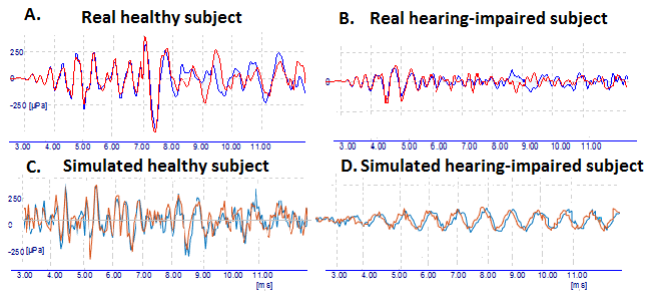 A. Real healthy subject
B. Real hearing-impaired subject
250
0
-250 [µPa]
0
3.00 4.00 5.00 6.00 7.00 8.00 9.00 10.00 11.00
3.00 4.00 5.00 6.00 7.00 8.00 9.00 10.00 11.00
C. Simulated healthy subject
D. Simulated hearing-impaired subject
250
0
-250 [µPa]
3.00 4.00 5.00 6.00 7.00 8.00 9.00 10.00 11.00
[m s]
3.00 4.00 5.00 6.00 7.00 8.00 9.00 10.00 11.00
[m s]